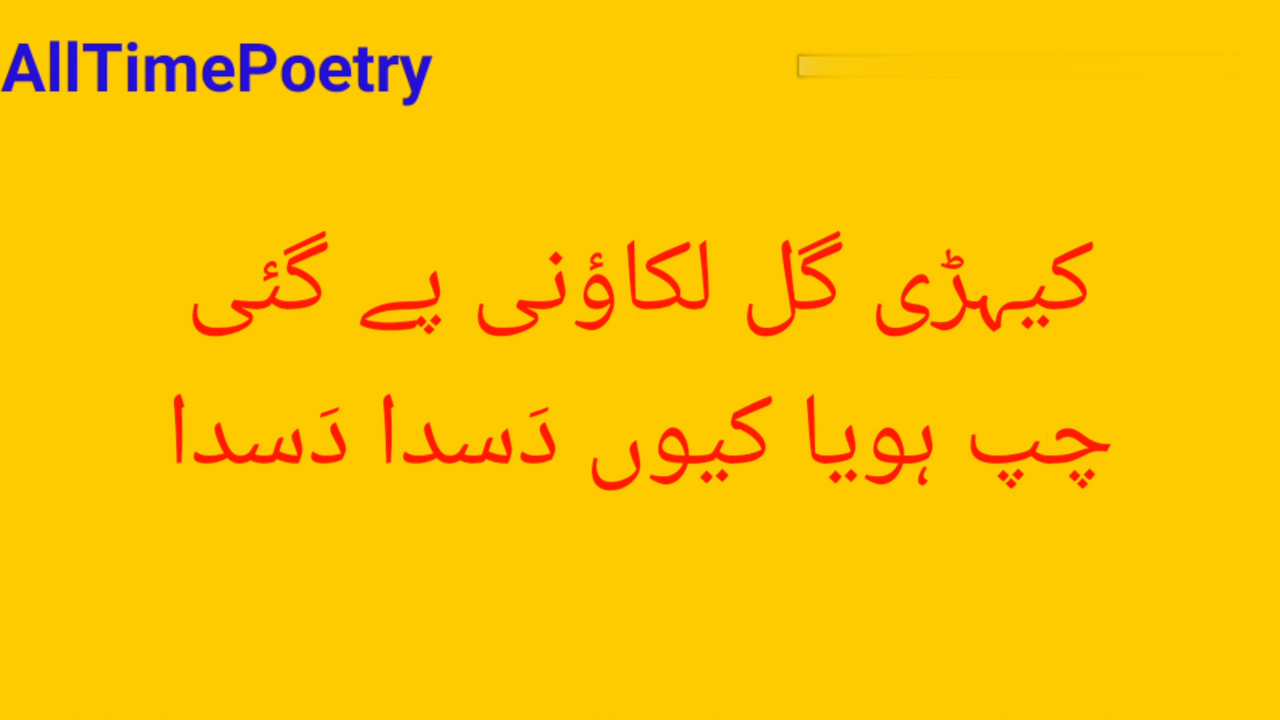 AllTimePoetry
کیہڑی گل لکاؤنی پے گئی
چپ ہویا کیوں دَسدا دَسدا